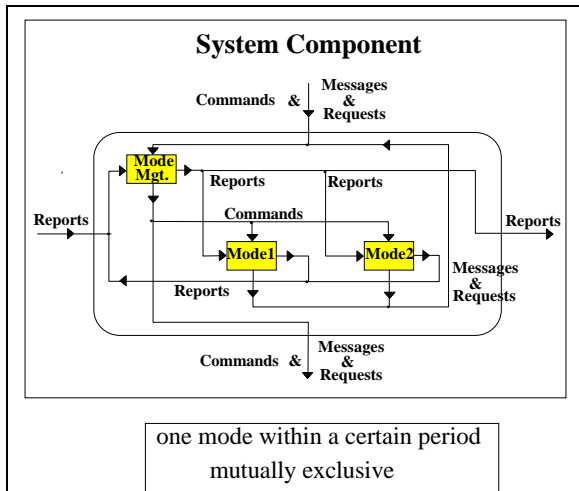 System Component
Messages
Commands & &
Requests
Mode
Mgt.
Reports
Reports
Reports
Commands
Reports
Mode1
Mode2
Messages
&
Requests
Reports
Messages
Commands & &
Requests
one mode within a certain period
mutually exclusive